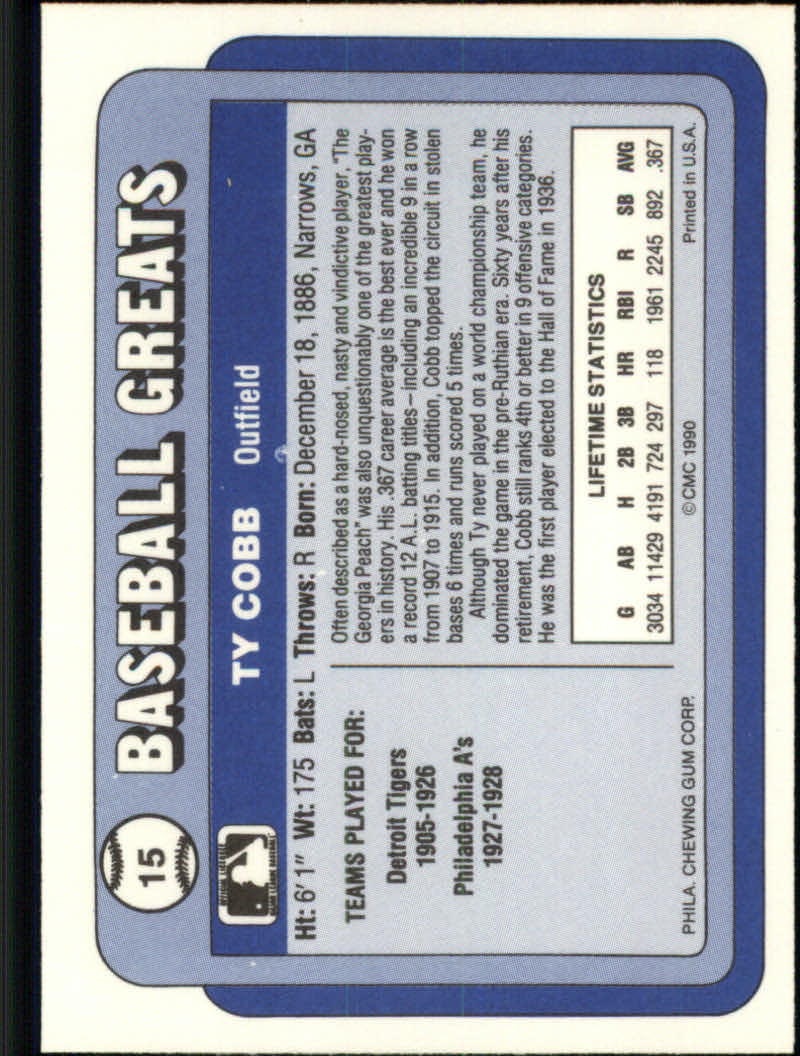 15
BASEBALL GREATS
TY COBB Outfield
Ht: 6'1" Wt: 175 Bats: L Throws: R Born: December 18, 1886, Narrows, GA
TEAMS PLAYED FOR:
Detroit Tigers
1905-1926
Philadelphia A's
1927-1928
Often described as a hard-nosed, nasty and vindictive player, "The
Georgia Peach" was also unquestionably one of the greatest play-
ers in history. His .367 career average is the best ever and he won
a record 12 A.L. batting titles—including an incredible 9 in a row
from 1907 to 1915. In addition, Cobb topped the circuit in stolen
bases 6 times and runs scored 5 times.
Although Ty never played on a world championship team, he
dominated the game in the pre-Ruthian era. Sixty years after his
retirement, Cobb still ranks 4th or better in 9 offensive categories.
He was the first player elected to the Hall of Fame in 1936.
LIFETIME STATISTICS
G AB H 2B 3B HR RBI R SB AVG
3034 11429 4191 724 297 118 1961 2245 892 .367
PHILA. CHEWING GUM CORP. © CMC 1990 Printed in U.S.A.